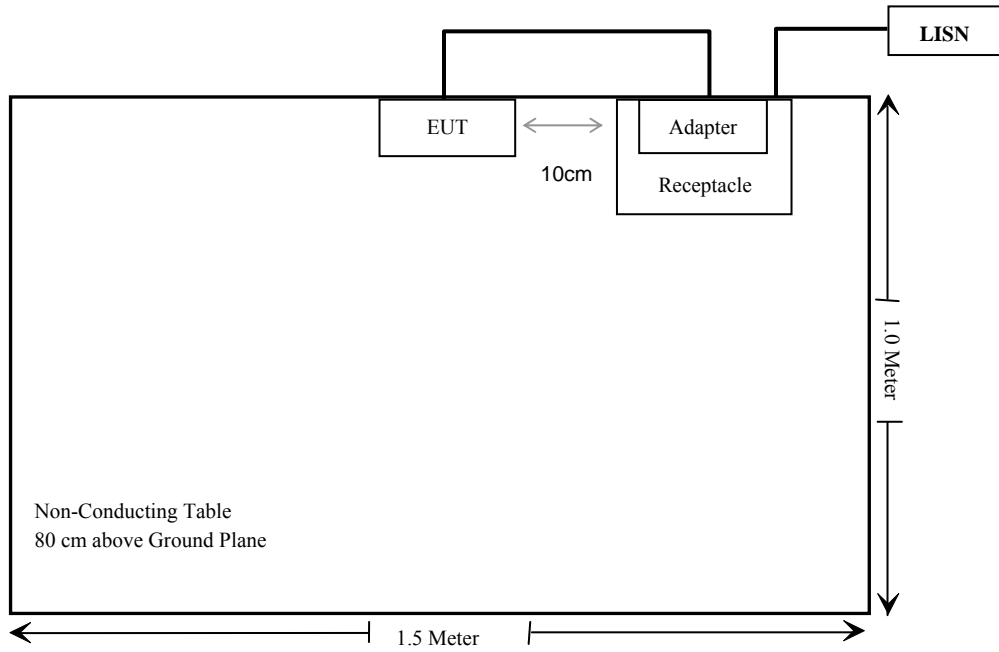 LISN
EUT
Adapter
10cm
Receptacle
1.0 Meter
Non-Conducting Table
80 cm above Ground Plane
1.5 Meter